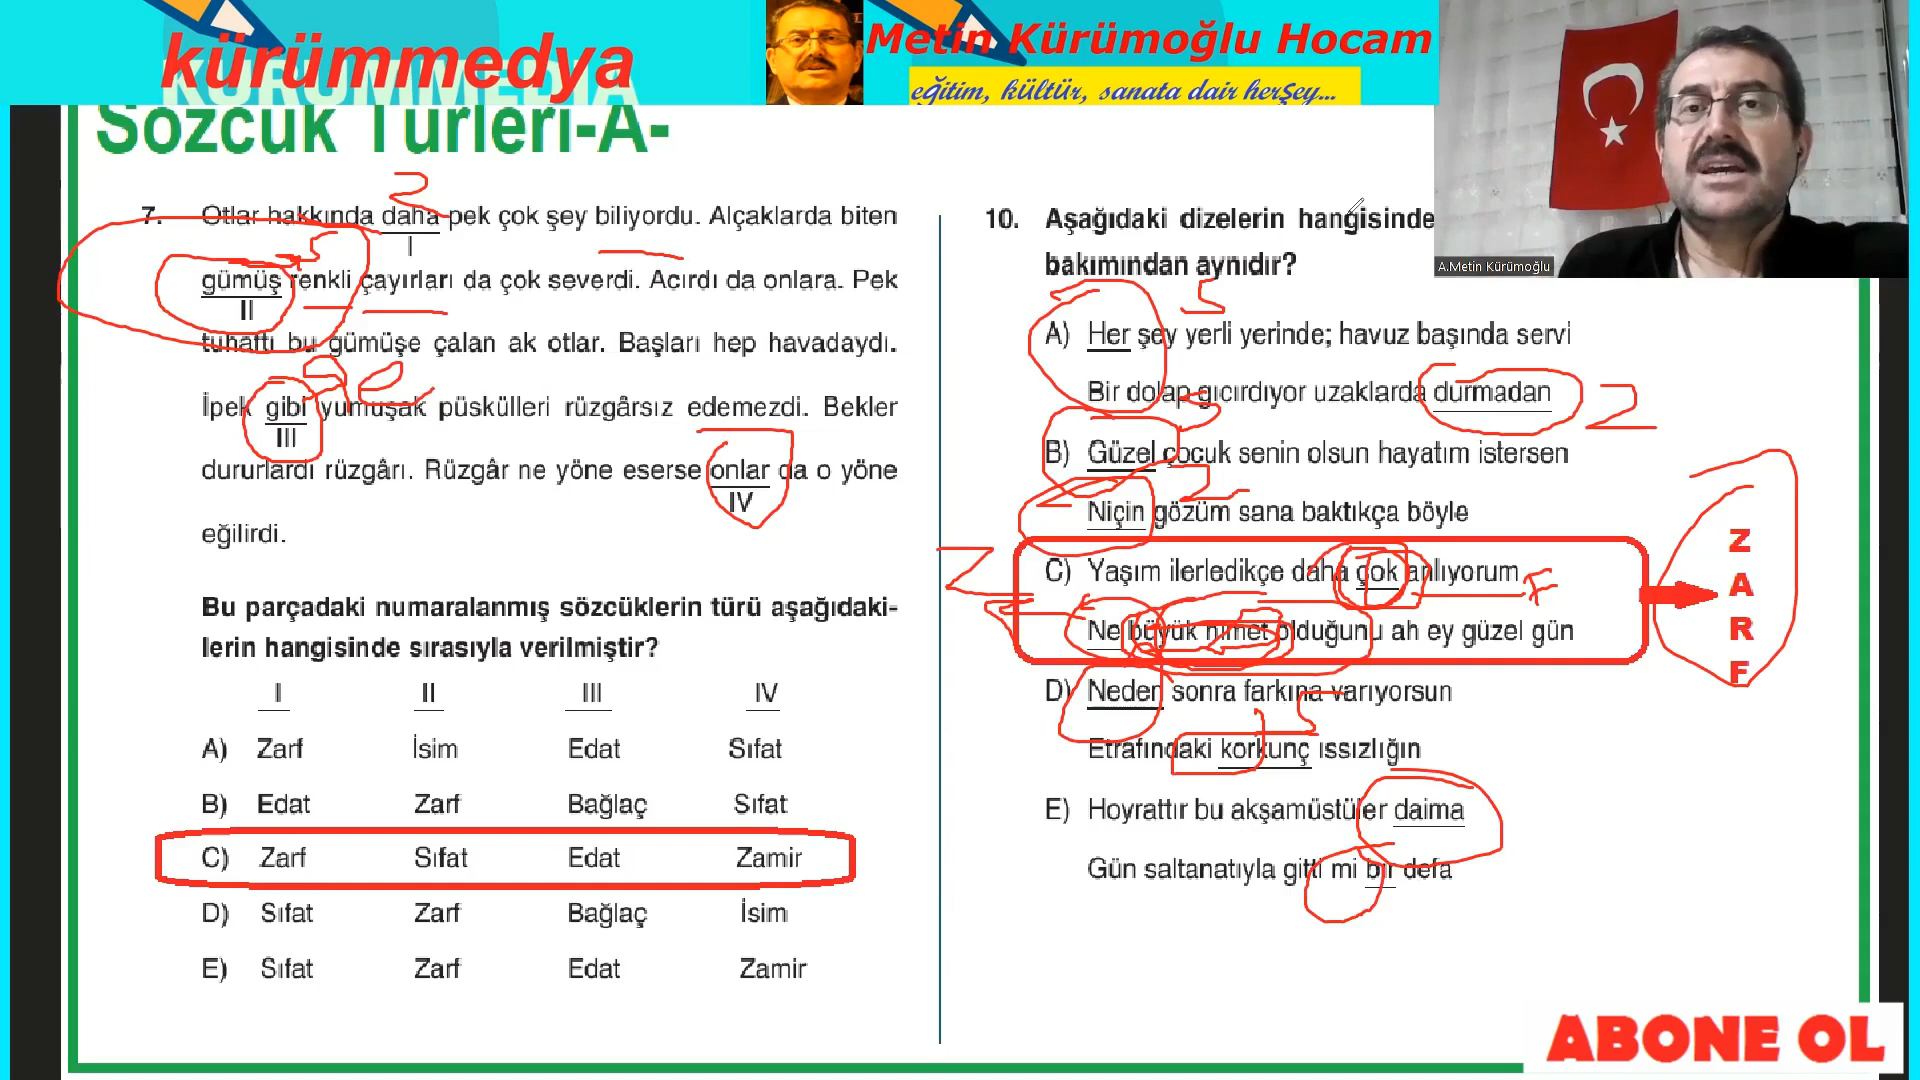 kürümmedya
KURUMMEDIA
Metin Kürümoğlu Hocam
eğitim, kültür, sanata dair herşey...
A.Metin Kürümoğlu
Sözcük Türleri-A-
7. Otlar hakkında daha pek çok şey biliyordu. Alçaklarda biten
I
gümüş renkli çayırları da çok severdi. Acırdı da onlara. Pek
II
tuhaftı bu gümüşe çalan ak otlar. Başları hep havadaydı.
İpek gibi yumuşak püskülleri rüzgârsız edemezdi. Bekler
III
dururlardı rüzgârı. Rüzgâr ne yöne eserse onlar da o yöne
IV
eğilirdi.
Bu parçadaki numaralanmış sözcüklerin türü aşağıdaki-
lerin hangisinde sırasıyla verilmiştir?
I II III IV
A) Zarf İsim Edat Sıfat
B) Edat Zarf Bağlaç Sıfat
C) Zarf Sıfat Edat Zamir
D) Sıfat Zarf Bağlaç İsim
E) Sıfat Zarf Edat Zamir
10. Aşağıdaki dizelerin hangisinde
bakımından aynıdır?
A) Her şey yerli yerinde; havuz başında servi
Bir dolap gıcırdıyor uzaklarda durmadan
B) Güzel çocuk senin olsun hayatım istersen
Niçin gözüm sana baktıkça böyle
C) Yaşım ilerledikçe daha çok anlıyorum
Ne büyük nimet olduğunu ah ey güzel gün
D) Neden sonra farkına varıyorsun
Etrafındaki korkunç ıssızlığın
E) Hoyrattır bu akşamüstüler daima
Gün saltanatıyla gitti mi bir defa
Z
A
R
F
ABONE OL